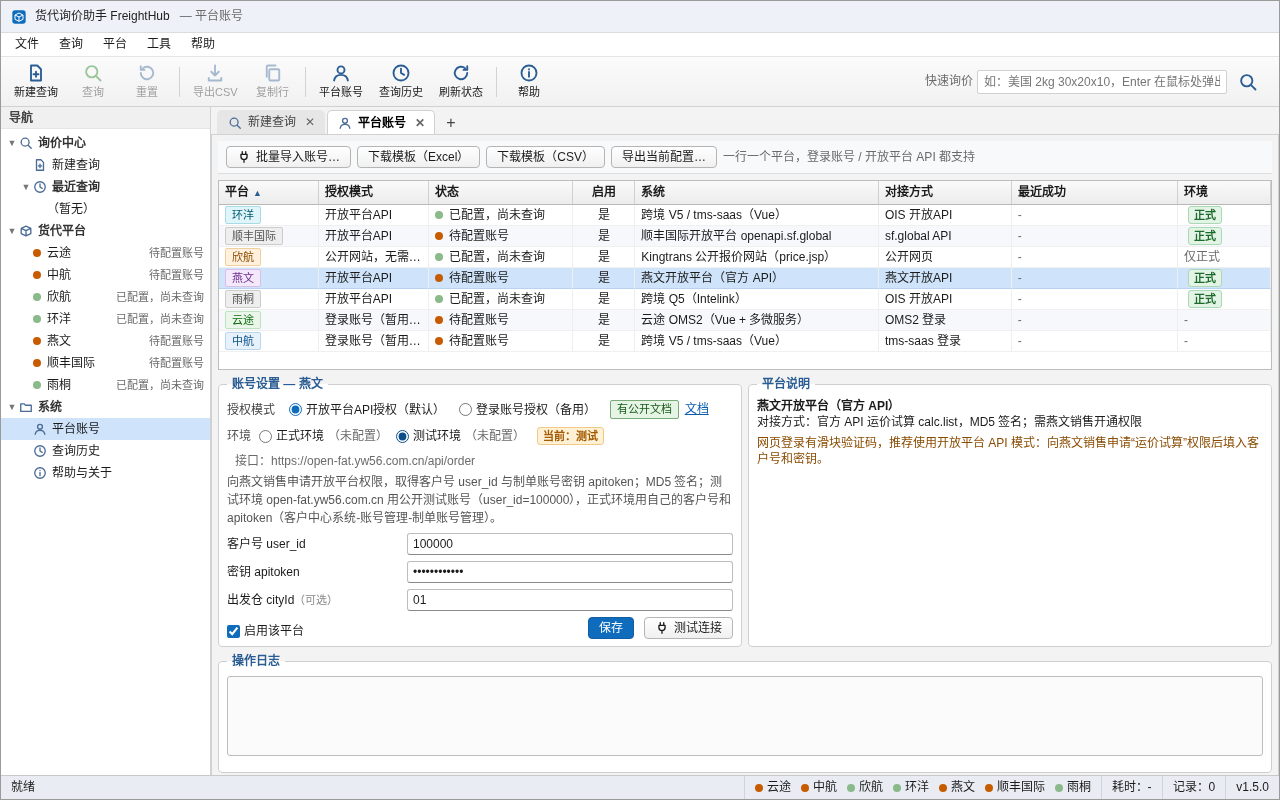 货代询价助手 FreightHub — 平台账号
文件 查询 平台 工具 帮助
新建查询 查询 重置 导出CSV 复制行 平台账号 查询历史 刷新状态 帮助 快速询价 如：美国 2kg 30x20x10，Enter 在鼠标处弹出
导航
询价中心
新建查询
最近查询
（暂无）
货代平台
云途 待配置账号
中航 待配置账号
欣航 已配置，尚未查询
环洋 已配置，尚未查询
燕文 待配置账号
顺丰国际 待配置账号
雨桐 已配置，尚未查询
系统
平台账号
查询历史
帮助与关于
新建查询 ✕ 平台账号 ✕ +
批量导入账号… 下载模板（Excel） 下载模板（CSV） 导出当前配置… 一行一个平台，登录账号 / 开放平台 API 都支持
平台 ▲ 授权模式 状态 启用 系统 对接方式 最近成功 环境
环洋 开放平台API 已配置，尚未查询 是 跨境 V5 / tms-saas（Vue） OIS 开放API - 正式
顺丰国际 开放平台API 待配置账号 是 顺丰国际开放平台 openapi.sf.global sf.global API - 正式
欣航 公开网站，无需… 已配置，尚未查询 是 Kingtrans 公开报价网站（price.jsp） 公开网页 - 仅正式
燕文 开放平台API 待配置账号 是 燕文开放平台（官方 API） 燕文开放API - 正式
雨桐 开放平台API 已配置，尚未查询 是 跨境 Q5（Intelink） OIS 开放API - 正式
云途 登录账号（暂用… 待配置账号 是 云途 OMS2（Vue + 多微服务） OMS2 登录 - -
中航 登录账号（暂用… 待配置账号 是 跨境 V5 / tms-saas（Vue） tms-saas 登录 - -
账号设置 — 燕文
授权模式 开放平台API授权（默认） 登录账号授权（备用） 有公开文档 文档
环境 正式环境 （未配置） 测试环境 （未配置） 当前：测试
接口：https://open-fat.yw56.com.cn/api/order
向燕文销售申请开放平台权限，取得客户号 user_id 与制单账号密钥 apitoken；MD5 签名；测
试环境 open-fat.yw56.com.cn 用公开测试账号（user_id=100000），正式环境用自己的客户号和
apitoken（客户中心系统-账号管理-制单账号管理）。
客户号 user_id 100000
密钥 apitoken ••••••••••••
出发仓 cityId（可选） 01
启用该平台 保存 测试连接
平台说明
燕文开放平台（官方 API）
对接方式：官方 API 运价试算 calc.list，MD5 签名；需燕文销售开通权限
网页登录有滑块验证码，推荐使用开放平台 API 模式：向燕文销售申请“运价试算”权限后填入客
户号和密钥。
操作日志
就绪 云途 中航 欣航 环洋 燕文 顺丰国际 雨桐 耗时：- 记录：0 v1.5.0